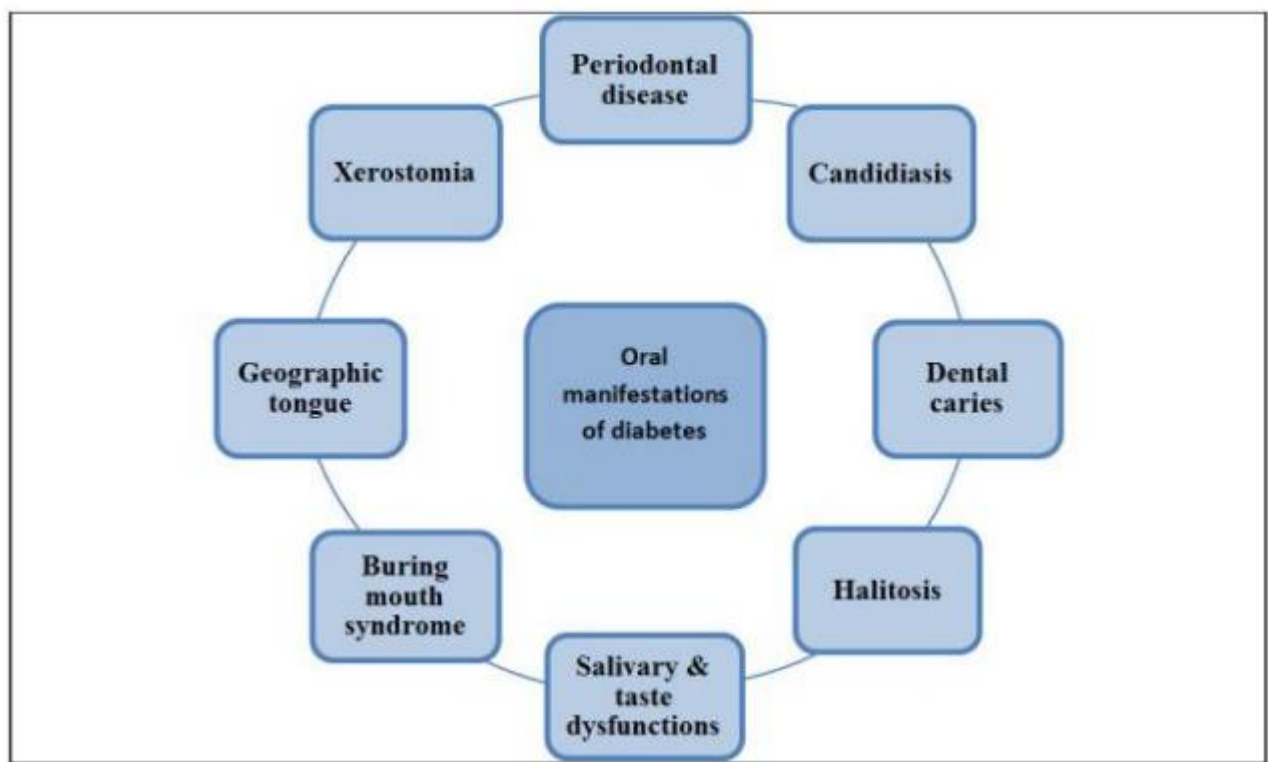 Periodontal
disease
Xerostomia
Candidiasis
Geographic
tongue
Oral
manifestations
of diabetes
Dental
caries
Buring
mouth
syndrome
Halitosis
Salivary &
taste
dysfunctions